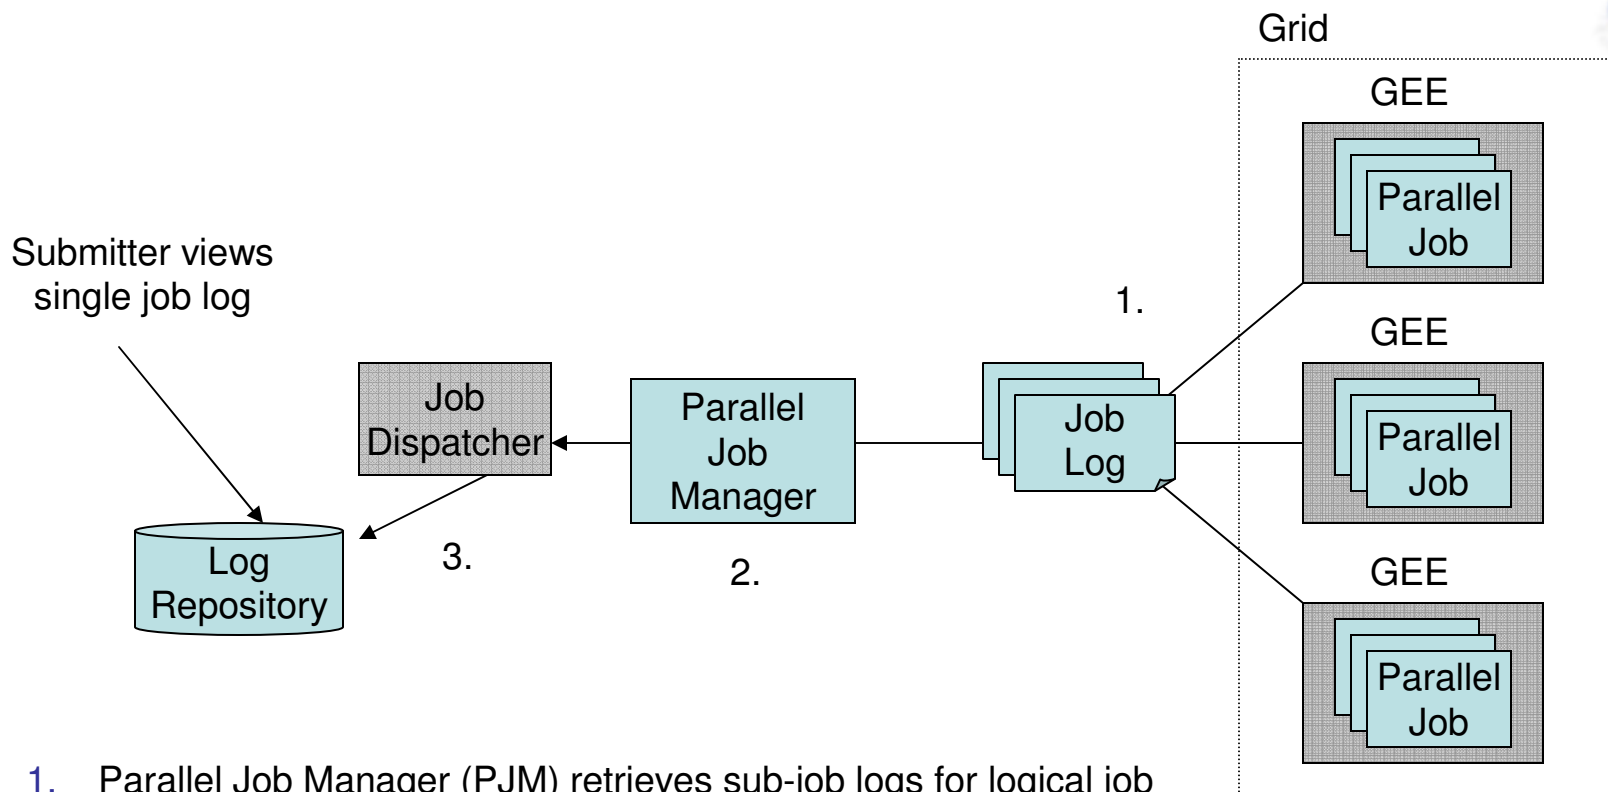 Grid
GEE
Parallel
Job
Submitter views
single job log
1.
GEE
Job
Dispatcher
Parallel
Job
Manager
Job
Log
Parallel
Job
Log
Repository
3.
2.
GEE
Parallel
Job
1. Parallel Job Manager (PJM) retrieves sub-job logs for logical job